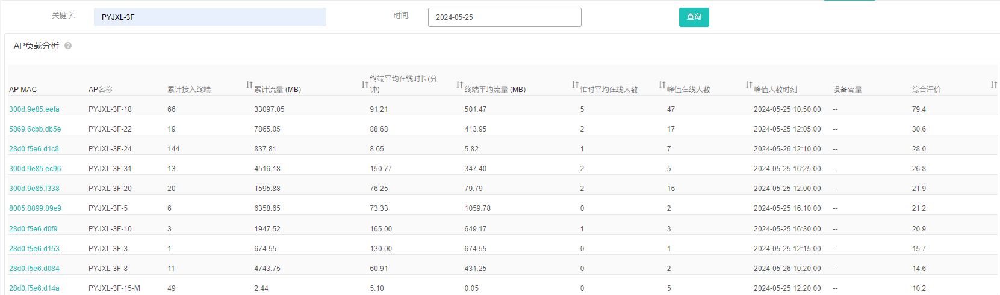 关键字: PYJXL-3F 时间: 2024-05-25 查询
AP负载分析 ?
AP MAC AP名称 累计接入终端 累计流量 (MB) 终端平均在线时长(分钟) 终端平均流量 (MB) 忙时平均在线人数 峰值在线人数 峰值人数时刻 设备容量 综合评价
300d.9e85.eefa PYJXL-3F-18 66 33097.05 91.21 501.47 5 47 2024-05-25 10:50:00 -- 79.4
5869.6cbb.db5e PYJXL-3F-22 19 7865.05 88.68 413.95 2 17 2024-05-25 12:05:00 -- 30.6
28d0.f5e6.d1c8 PYJXL-3F-24 144 837.81 8.65 5.82 1 7 2024-05-26 12:10:00 -- 28.0
300d.9e85.ec96 PYJXL-3F-31 13 4516.18 150.77 347.40 2 5 2024-05-25 16:25:00 -- 26.8
300d.9e85.f338 PYJXL-3F-20 20 1595.88 76.25 79.79 2 16 2024-05-25 12:00:00 -- 21.9
8005.8899.89e9 PYJXL-3F-5 6 6358.65 73.33 1059.78 0 2 2024-05-25 16:10:00 -- 21.2
28d0.f5e6.d0f9 PYJXL-3F-10 3 1947.52 165.00 649.17 1 3 2024-05-25 16:30:00 -- 20.9
28d0.f5e6.d153 PYJXL-3F-3 1 674.55 130.00 674.55 0 1 2024-05-25 12:15:00 -- 15.7
28d0.f5e6.d084 PYJXL-3F-8 11 4743.75 60.91 431.25 0 2 2024-05-26 10:20:00 -- 14.6
28d0.f5e6.d14a PYJXL-3F-15-M 49 2.44 5.10 0.05 0 5 2024-05-25 12:20:00 -- 10.2